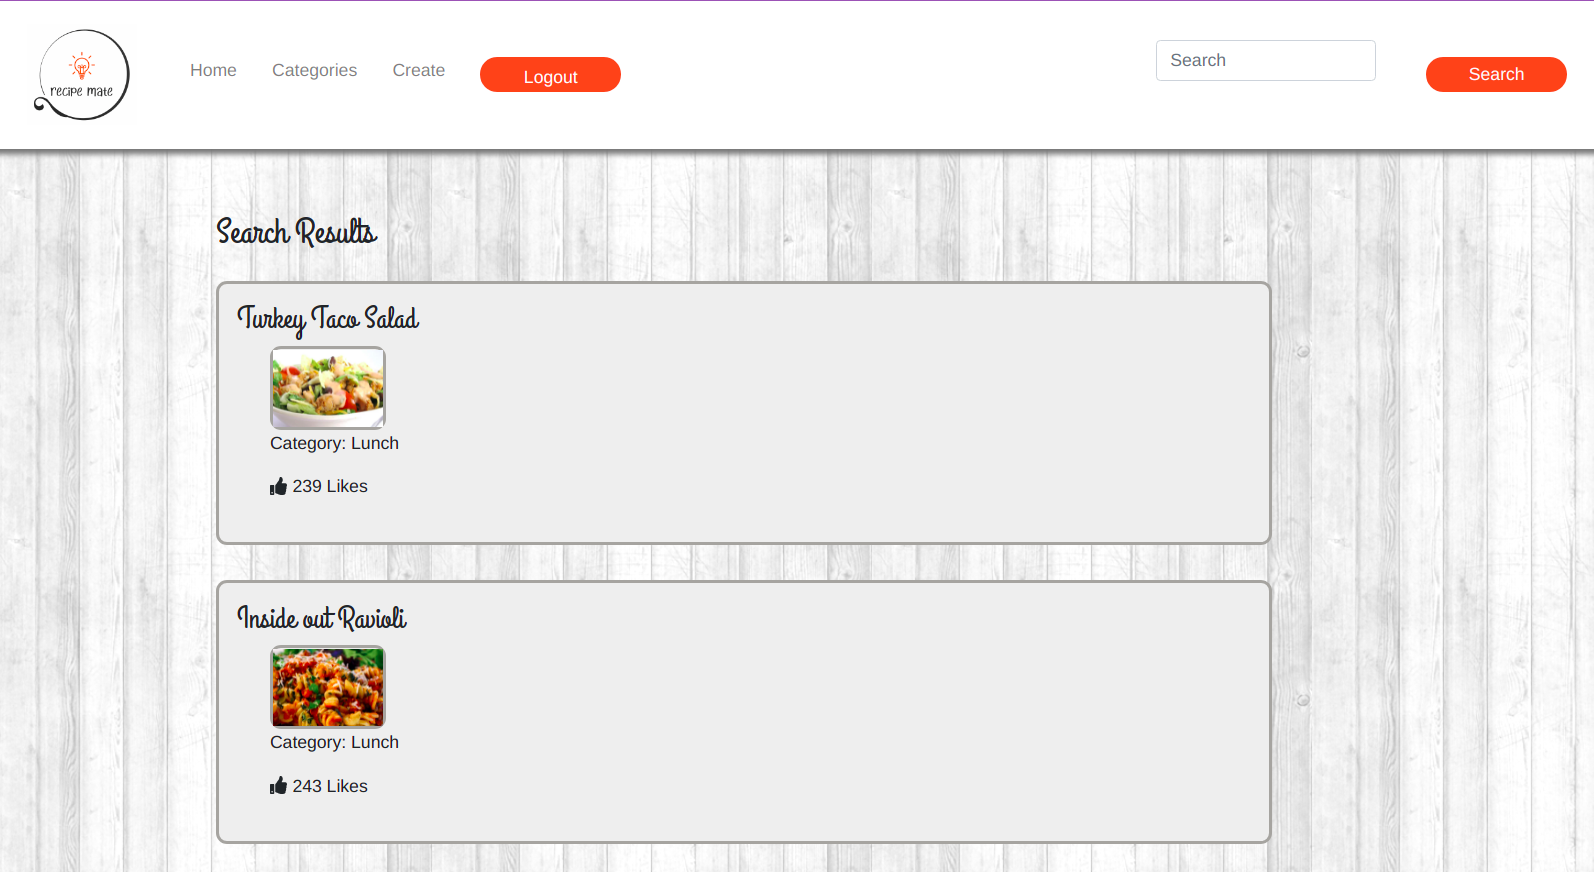 recipe mate
Home Categories Create Logout Search Search
Search Results
Turkey Taco Salad
Category: Lunch
239 Likes
Inside out Ravioli
Category: Lunch
243 Likes